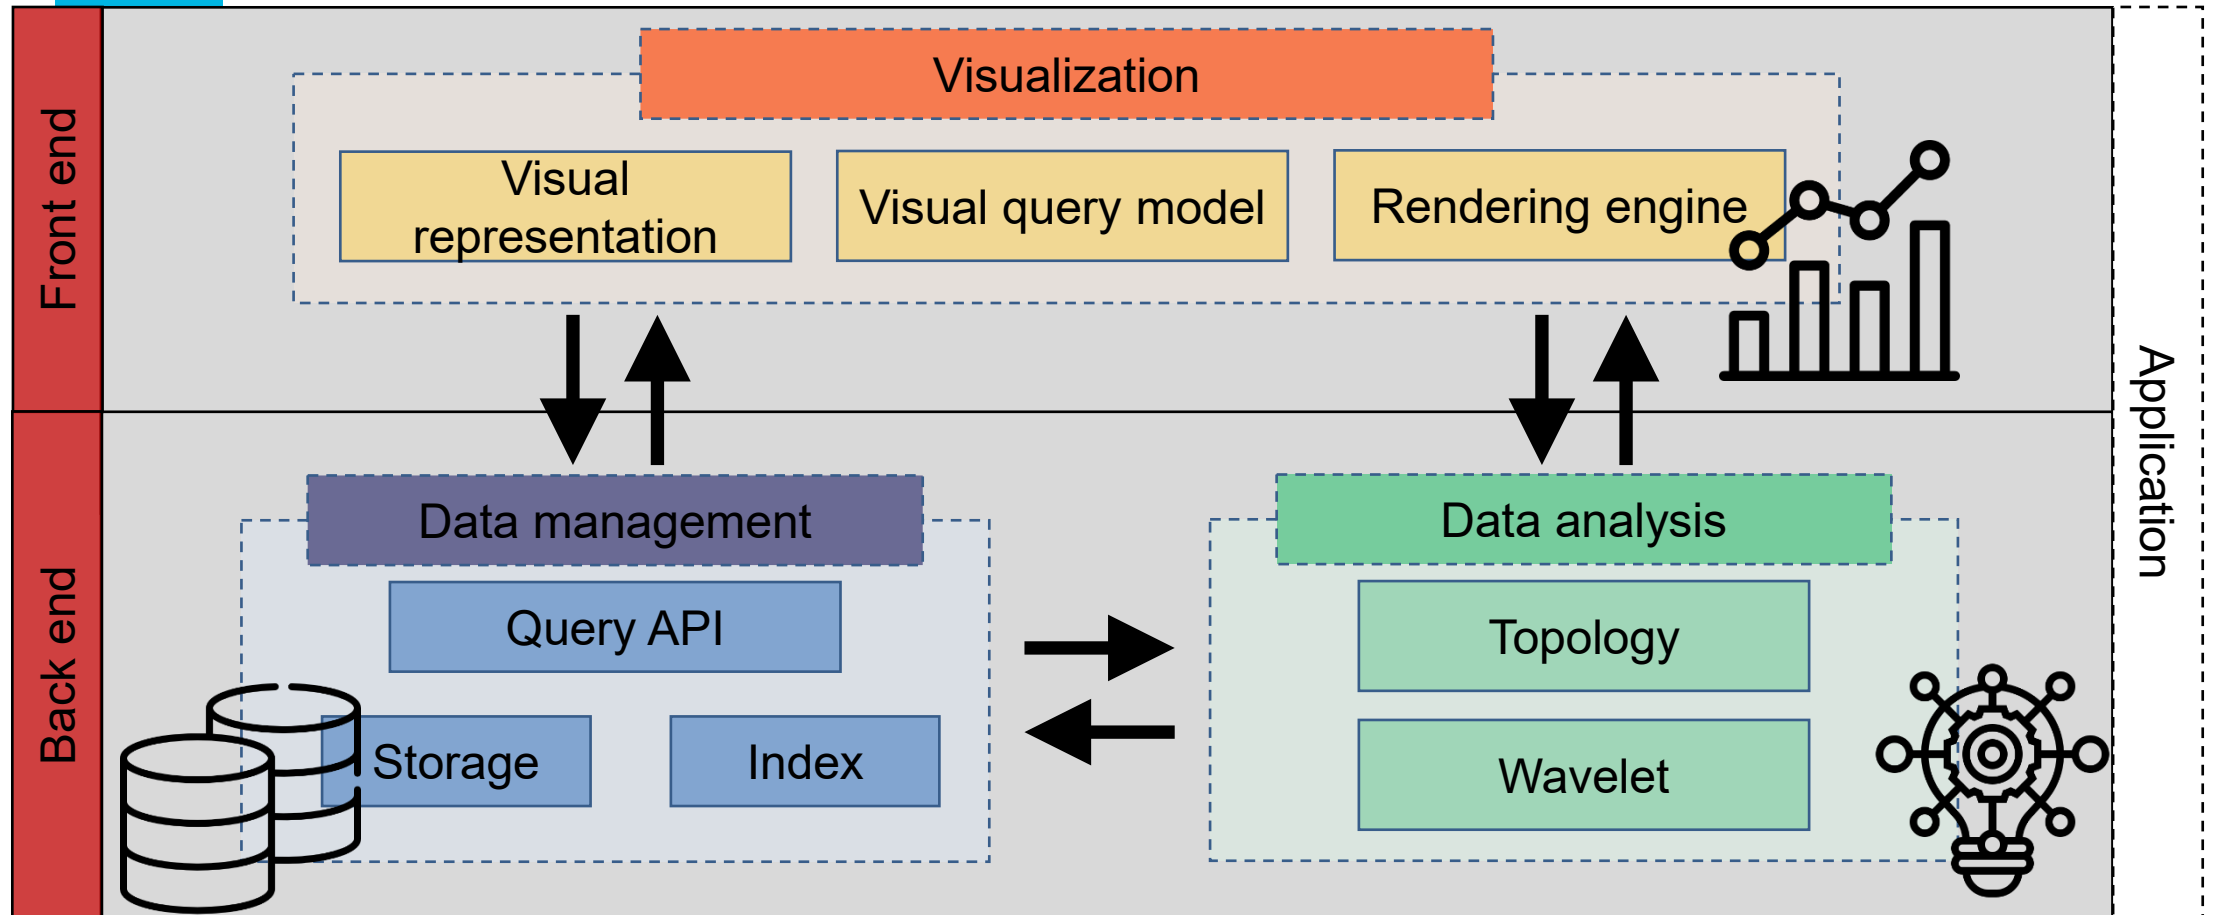 Front end
Visualization
Visual
representation
Visual query model
Rendering engine
Application
Back end
Data management
Query API
Storage
Index
Data analysis
Topology
Wavelet